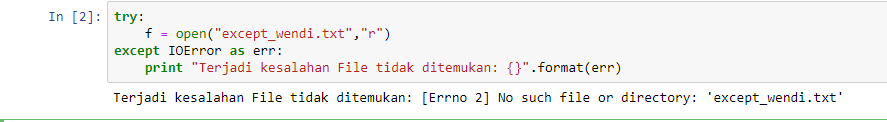 In [2]: try:
    f = open("except_wendi.txt","r")
except IOError as err:
    print "Terjadi kesalahan File tidak ditemukan: {}".format(err)
Terjadi kesalahan File tidak ditemukan: [Errno 2] No such file or directory: 'except_wendi.txt'